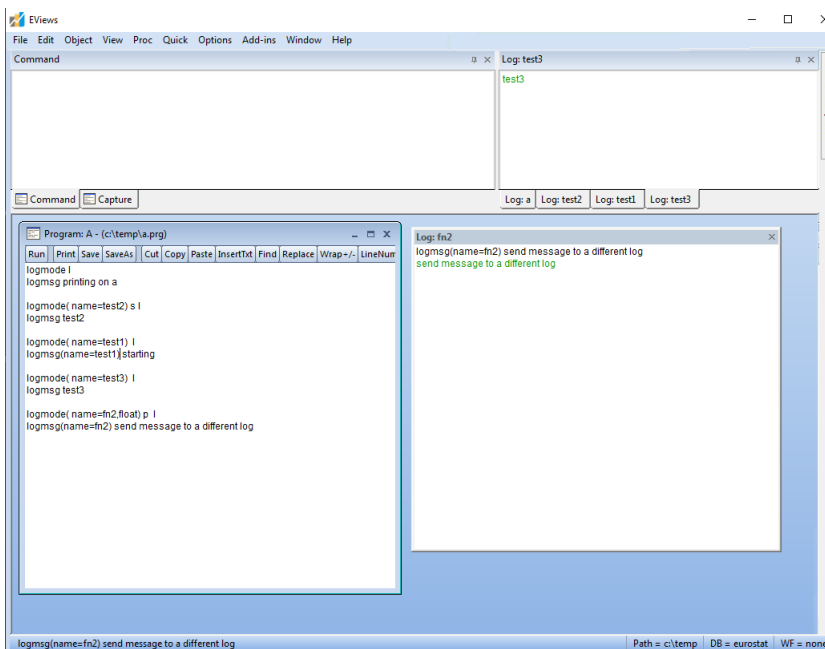 EViews
File Edit Object View Proc Quick Options Add-ins Window Help
Command
Log: test3
test3
Command Capture
Log: a Log: test2 Log: test1 Log: test3
Program: A - (c:\temp\a.prg)
Run Print Save SaveAs Cut Copy Paste InsertTxt Find Replace Wrap+/- LineNum
logmode l
logmsg printing on a
logmode( name=test2) s l
logmsg test2
logmode( name=test1) l
logmsg(name=test1) starting
logmode( name=test3) l
logmsg test3
logmode( name=fn2,float) p l
logmsg(name=fn2) send message to a different log
Log: fn2
logmsg(name=fn2) send message to a different log
send message to a different log
logmsg(name=fn2) send message to a different log
Path = c:\temp DB = eurostat WF = none